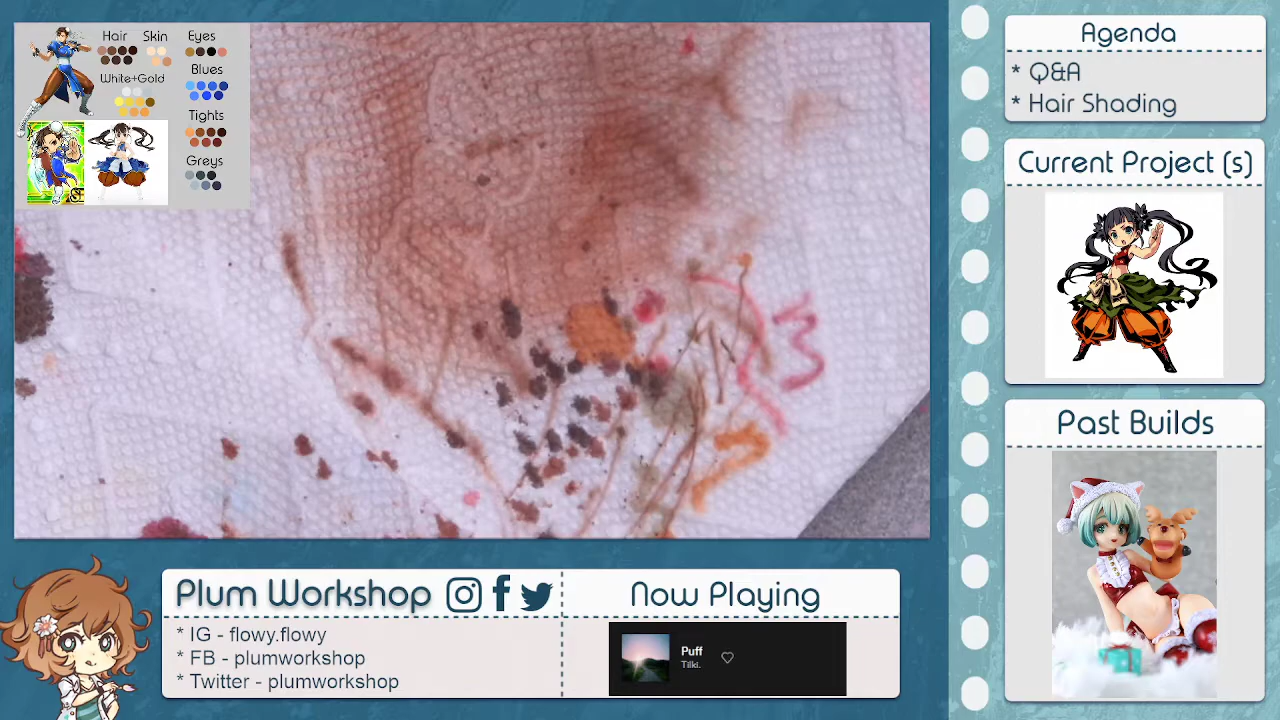 Hair Skin Eyes
White+Gold
Blues
Tights
Greys
Agenda
* Q&A
* Hair Shading
Current Project (s)
Past Builds
Plum Workshop
* IG - flowy.flowy
* FB - plumworkshop
* Twitter - plumworkshop
Now Playing
Puff
Tilki.